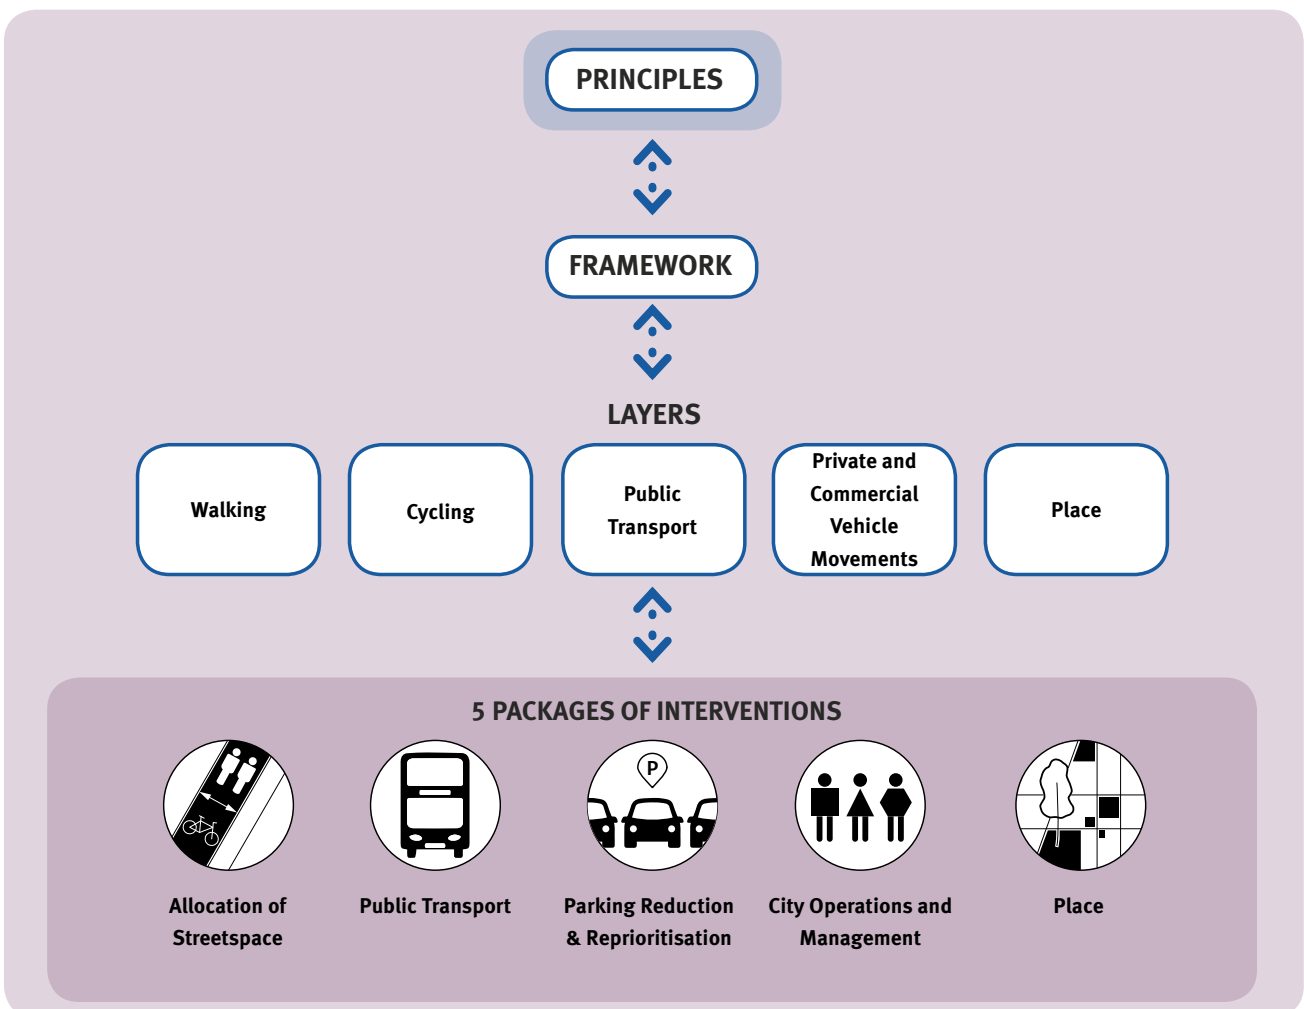 PRINCIPLES
FRAMEWORK
LAYERS
Walking
Cycling
Public
Transport
Private and
Commercial
Vehicle
Movements
Place
5 PACKAGES OF INTERVENTIONS
P
Allocation of
Streetspace
Public Transport
Parking Reduction
& Reprioritisation
City Operations and
Management
Place